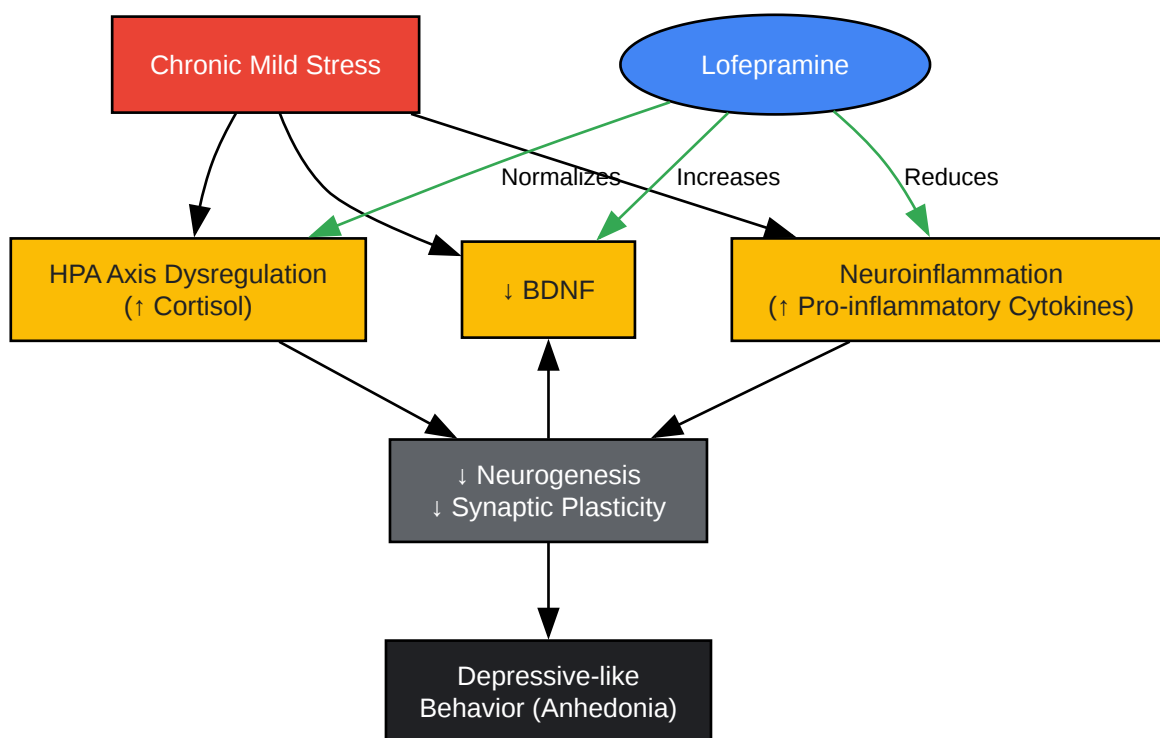 Chronic Mild Stress
Lofepramine
Normalizes
Increases
Reduces
HPA Axis Dysregulation
(↑ Cortisol)
↓ BDNF
Neuroinflammation
(↑ Pro-inflammatory Cytokines)
↓ Neurogenesis
↓ Synaptic Plasticity
Depressive-like
Behavior (Anhedonia)